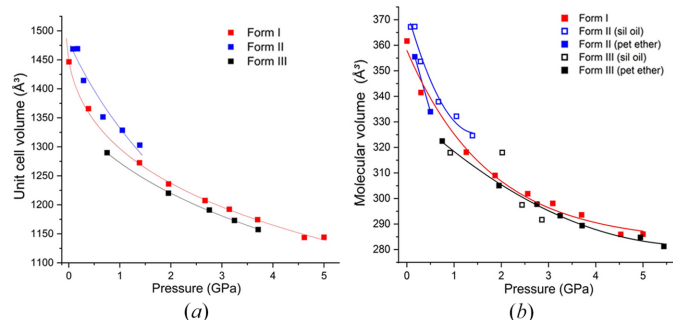 Form I
Form II
Form III
Unit cell volume (Å³)
1500
1450
1400
1350
1300
1250
1200
1150
1100
0 1 2 3 4 5
Pressure (GPa)
(a)
Form I
Form II (sil oil)
Form II (pet ether)
Form III (sil oil)
Form III (pet ether)
Molecular volume (Å³)
370
360
350
340
330
320
310
300
290
280
0 1 2 3 4 5
Pressure (GPa)
(b)